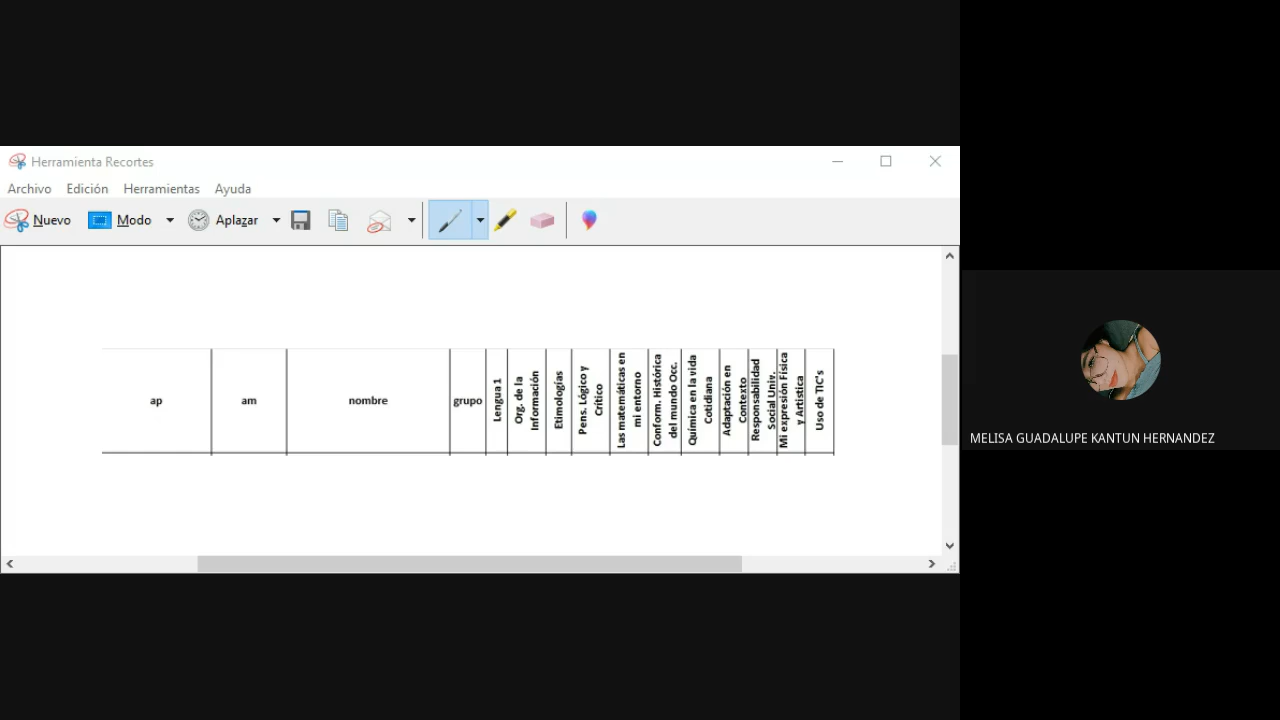 Herramienta Recortes
Archivo Edición Herramientas Ayuda
Nuevo Modo Aplazar
ap am nombre grupo
Lengua 1
Org. de la
Información
Etimologías
Pens. Lógico y
Crítico
Las matemáticas en
mi entorno
Conform. Histórica
del mundo Occ.
Química en la vida
Cotidiana
Adaptación en
Contexto
Responsabilidad
Social Univ.
Mi expresión Física
y Artistica
Uso de TIC's
MELISA GUADALUPE KANTUN HERNANDEZ